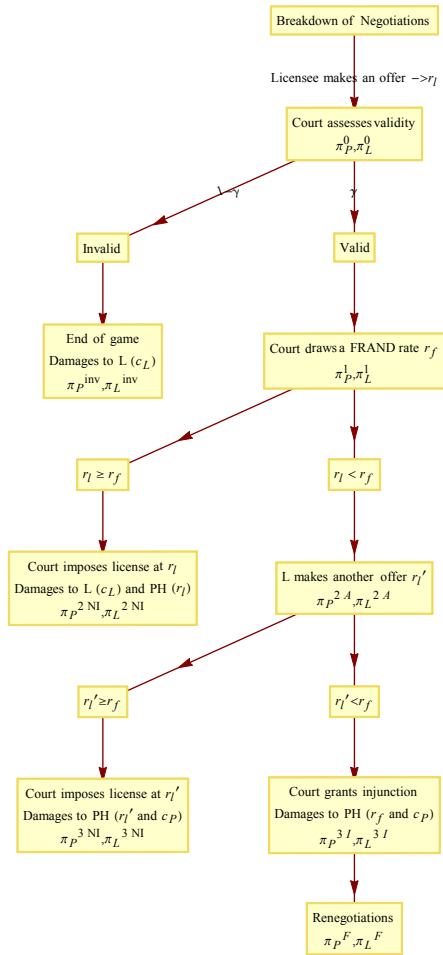 Breakdown of Negotiations
Licensee makes an offer −>r_l
Court assesses validity
π_P^0,π_L^0
1−γ
γ
Invalid
Valid
End of game
Damages to L (c_L)
π_P^inv,π_L^inv
Court draws a FRAND rate r_f
π_P^1,π_L^1
r_l ≥ r_f
r_l < r_f
Court imposes license at r_l
Damages to L (c_L) and PH (r_l)
π_P^2 NI,π_L^2 NI
L makes another offer r_l′
π_P^2 A,π_L^2 A
r_l′≥r_f
r_l′<r_f
Court imposes license at r_l′
Damages to PH (r_l′ and c_P)
π_P^3 NI,π_L^3 NI
Court grants injunction
Damages to PH (r_f and c_P)
π_P^3 I,π_L^3 I
Renegotiations
π_P^F,π_L^F